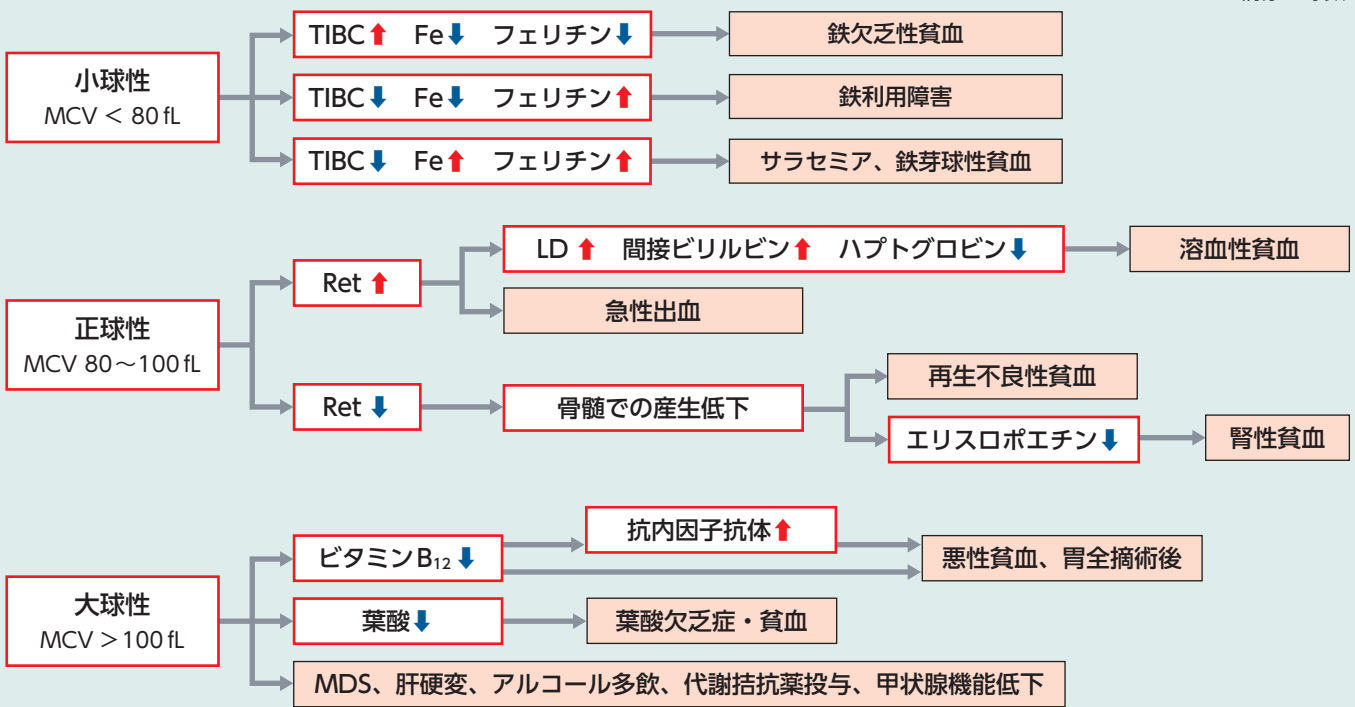 TIBC⬆ Fe⬇ フェリチン⬇
鉄欠乏性貧血
小球性
MCV < 80 fL
TIBC⬇ Fe⬇ フェリチン⬆
鉄利用障害
TIBC⬇ Fe⬆ フェリチン⬆
サラセミア、鉄芽球性貧血
LD⬆ 間接ビリルビン⬆ ハプトグロビン⬇
溶血性貧血
Ret⬆
急性出血
正球性
MCV 80~100 fL
再生不良性貧血
Ret⬇
骨髄での産生低下
エリスロポエチン⬇
腎性貧血
抗内因子抗体⬆
ビタミンB₁₂⬇
悪性貧血、胃全摘術後
大球性
MCV > 100 fL
葉酸⬇
葉酸欠乏症・貧血
MDS、肝硬変、アルコール多飲、代謝拮抗薬投与、甲状腺機能低下